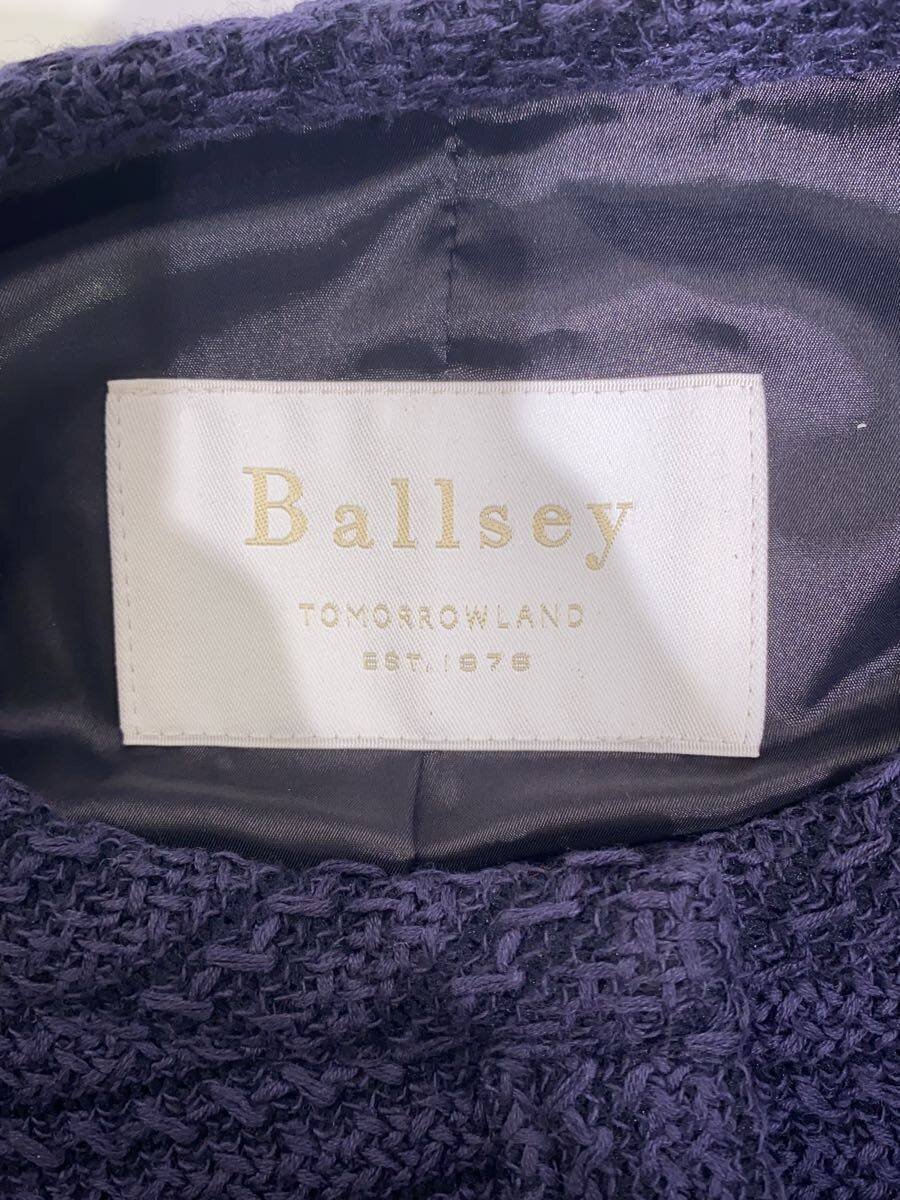 Ballsey
TOMORROWLAND
EST. 1978